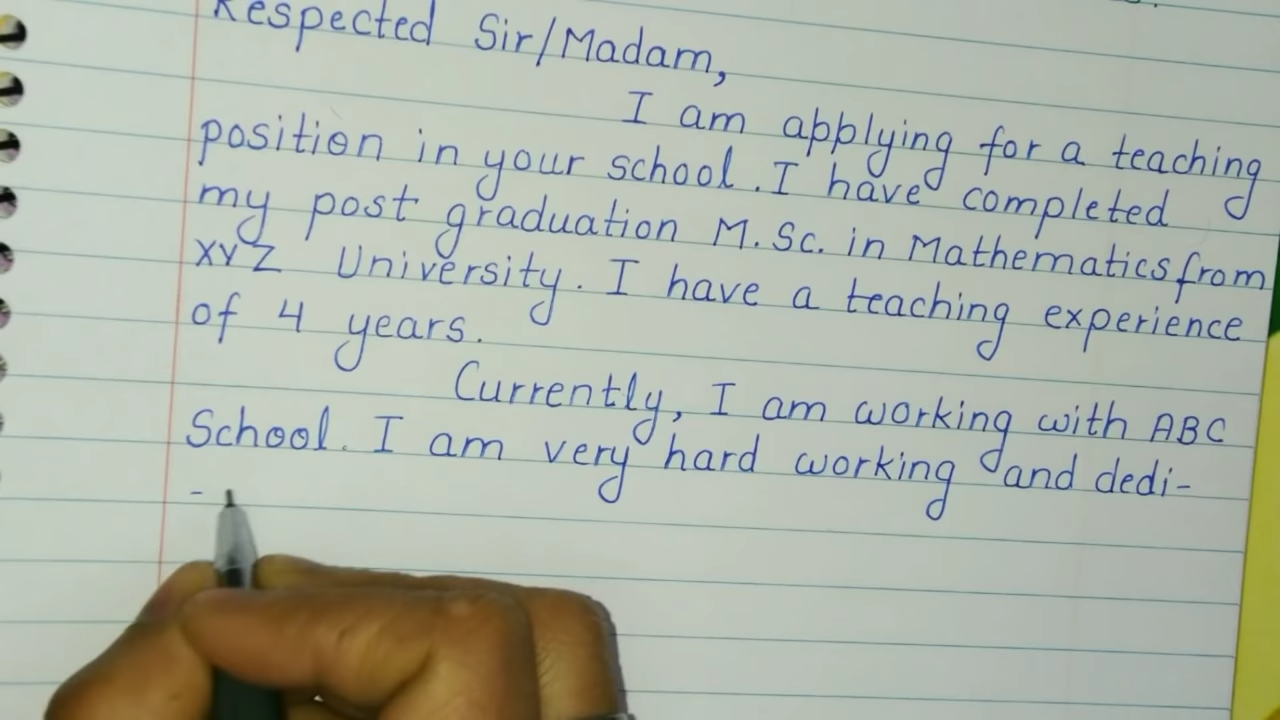 Respected Sir/Madam,
I am applying for a teaching
position in your school. I have completed
my post graduation M.Sc. in Mathematics from
XYZ University. I have a teaching experience
of 4 years.
Currently, I am working with ABC
School. I am very hard working and dedi-
-